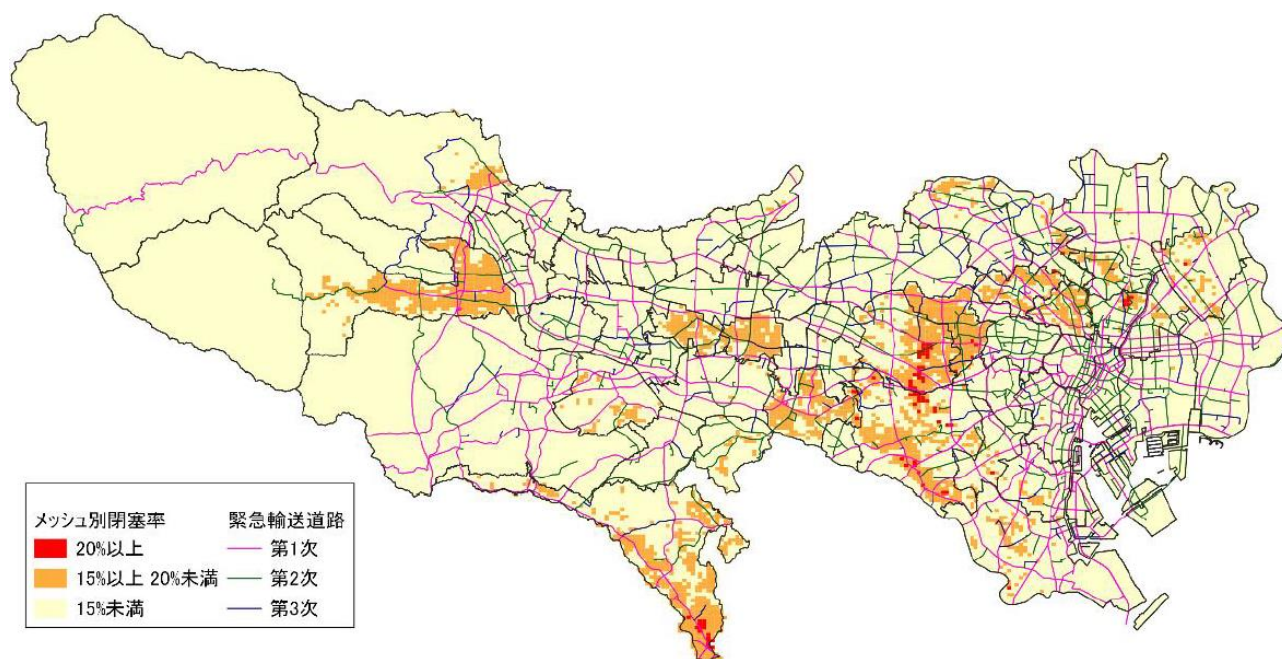 メッシュ別閉塞率
20%以上
15%以上 20%未満
15%未満
緊急輸送道路
第1次
第2次
第3次